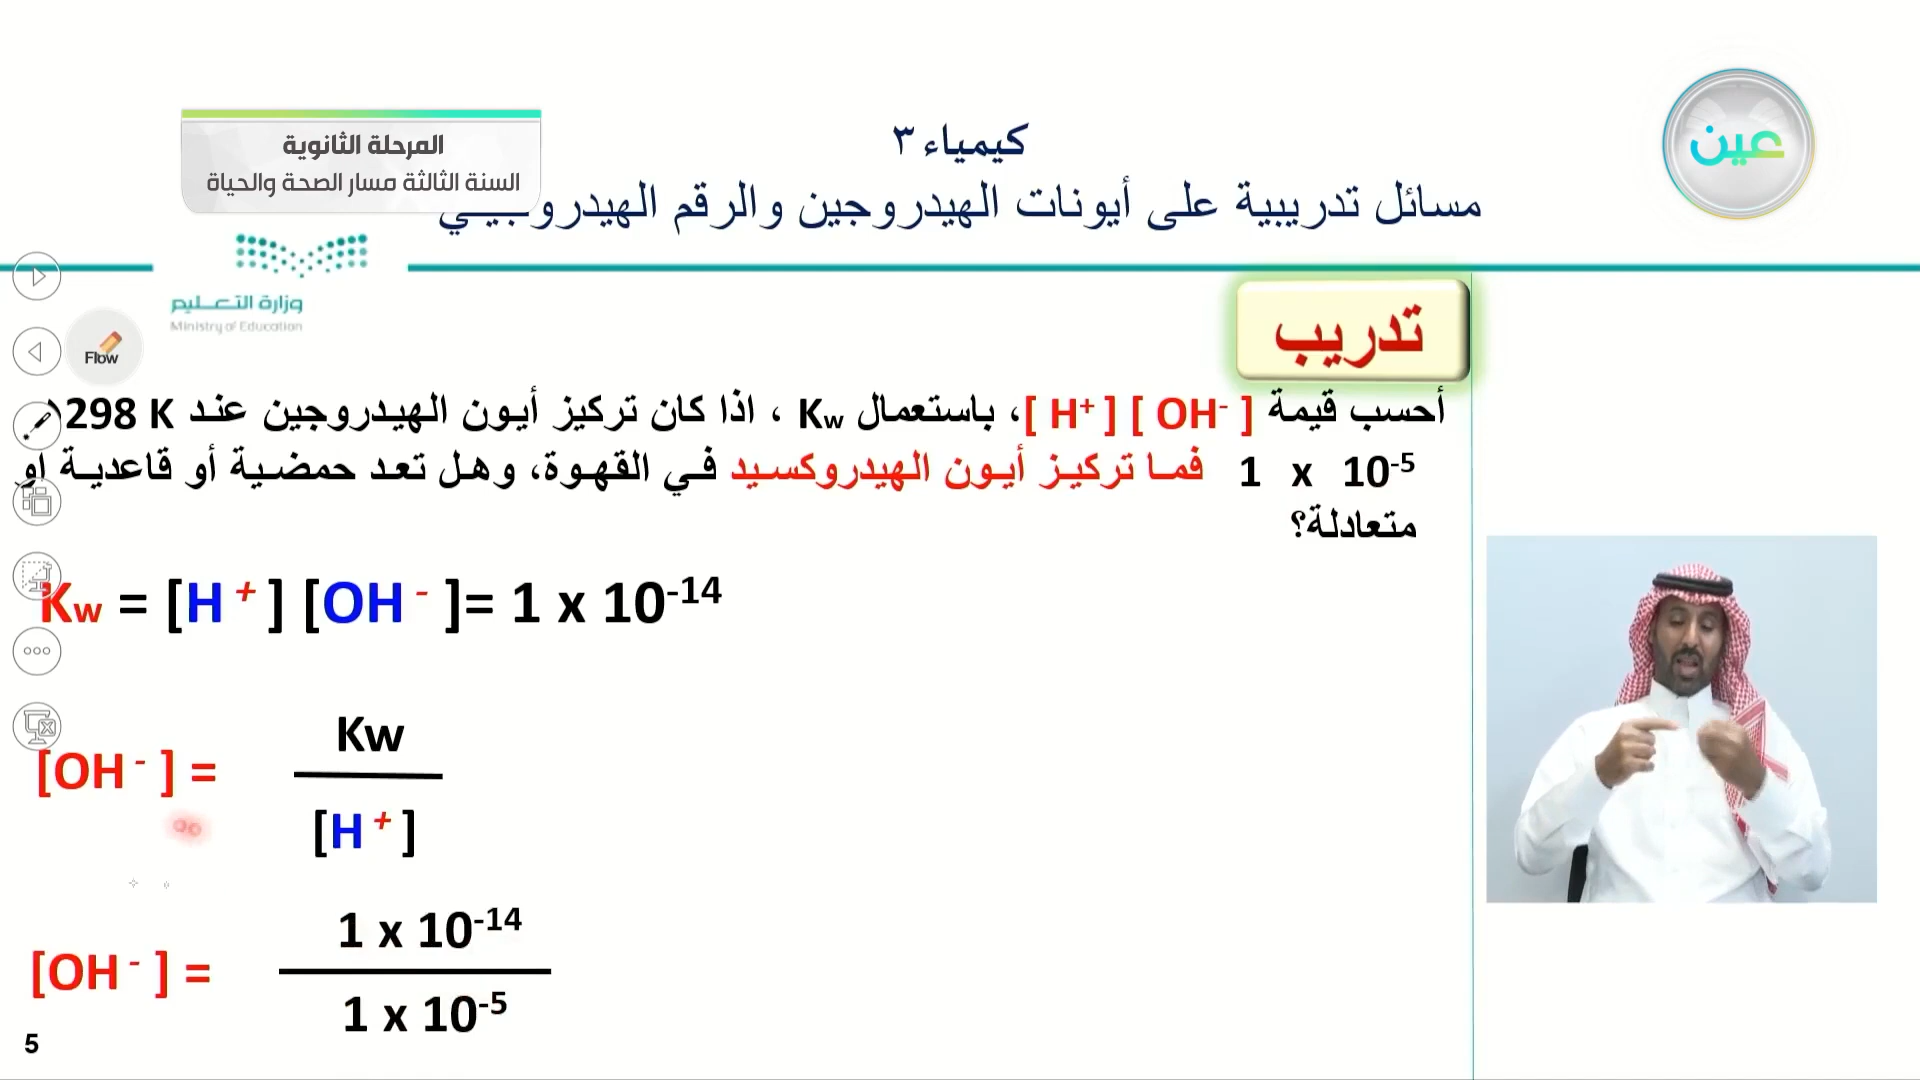 عين
المرحلة الثانوية
السنة الثالثة مسار الصحة والحياة
كيمياء ٣
مسائل تدريبية على أيونات الهيدروجين والرقم الهيدروجيني
وزارة التعليم
Ministry of Education
Flow
تدريب
أحسب قيمة [ H⁺ ] [ OH⁻ ]، باستعمال Kw ، اذا كان تركيز أيون الهيدروجين عند 298 K
1 x 10⁻⁵ فما تركيز أيون الهيدروكسيد في القهوة، وهل تعد حمضية أو قاعدية او
متعادلة؟
Kw = [H⁺] [OH⁻]= 1 x 10⁻¹⁴
Kw
[OH⁻] =
[H⁺]
1 x 10⁻¹⁴
[OH⁻] =
1 x 10⁻⁵
5